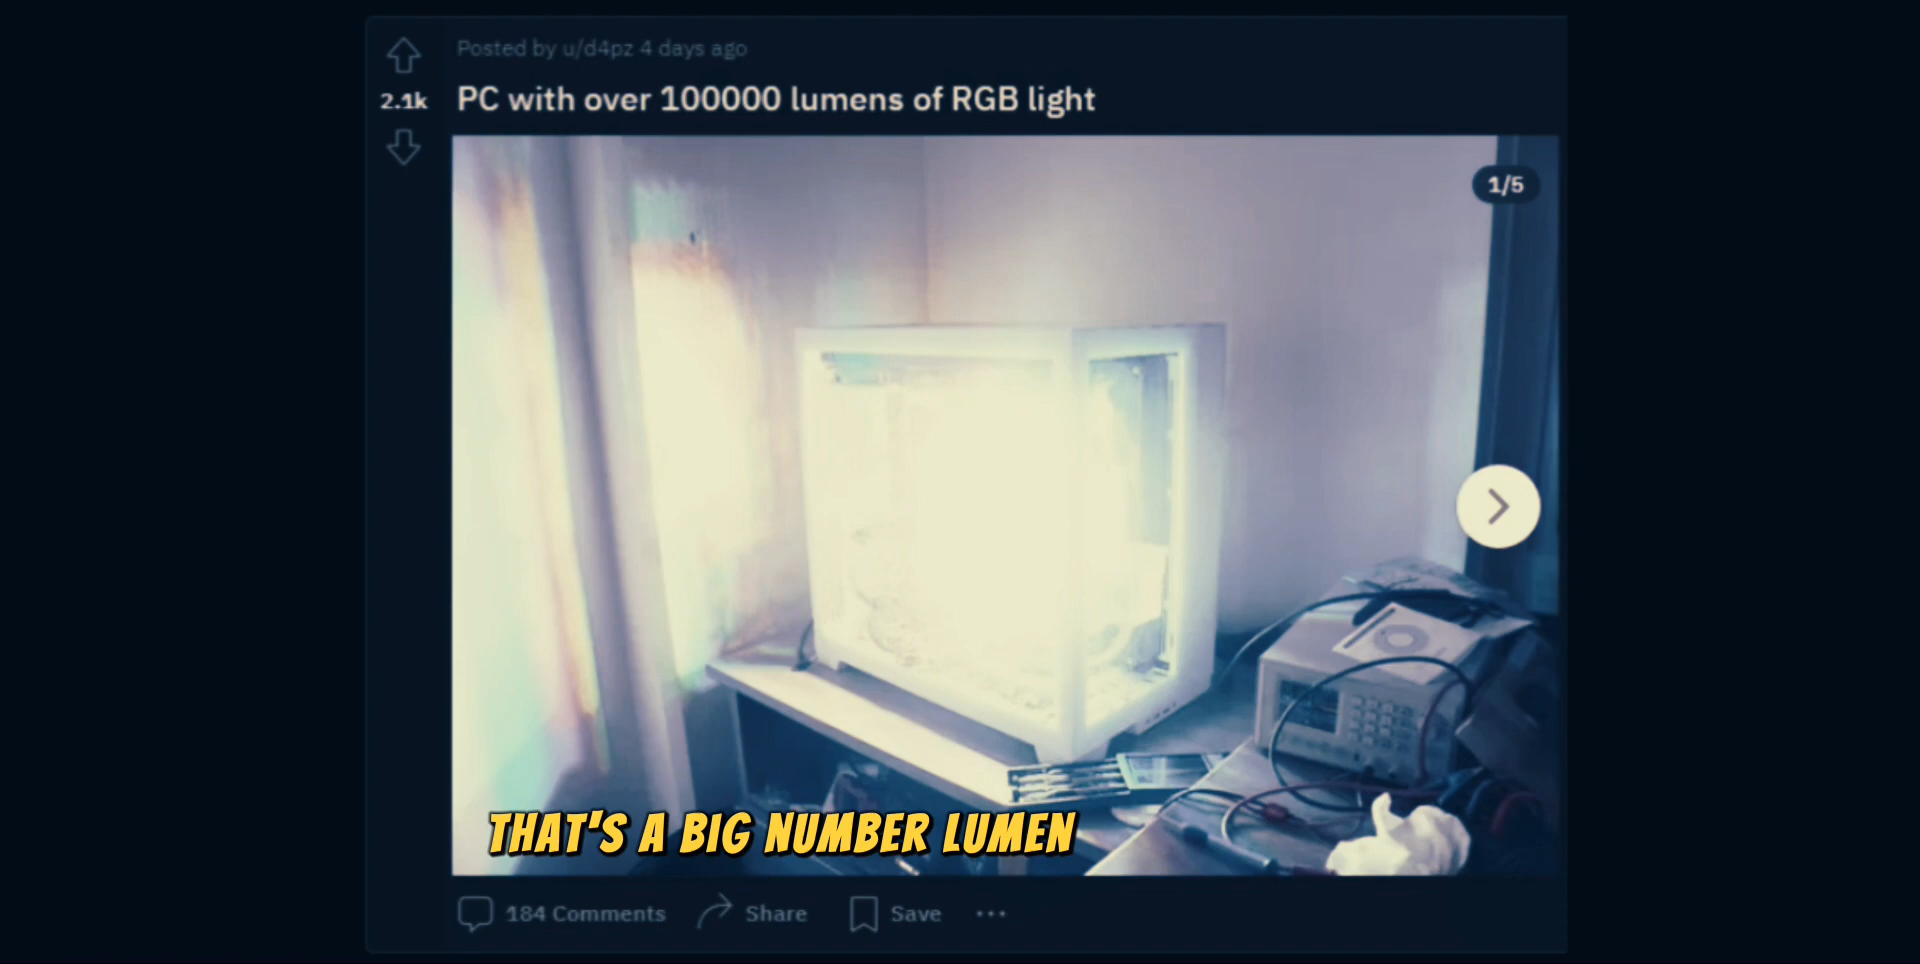 Posted by u/d4pz 4 days ago
2.1k
PC with over 100000 lumens of RGB light
1/5
THAT'S A BIG NUMBER LUMEN
184 Comments
Share
Save